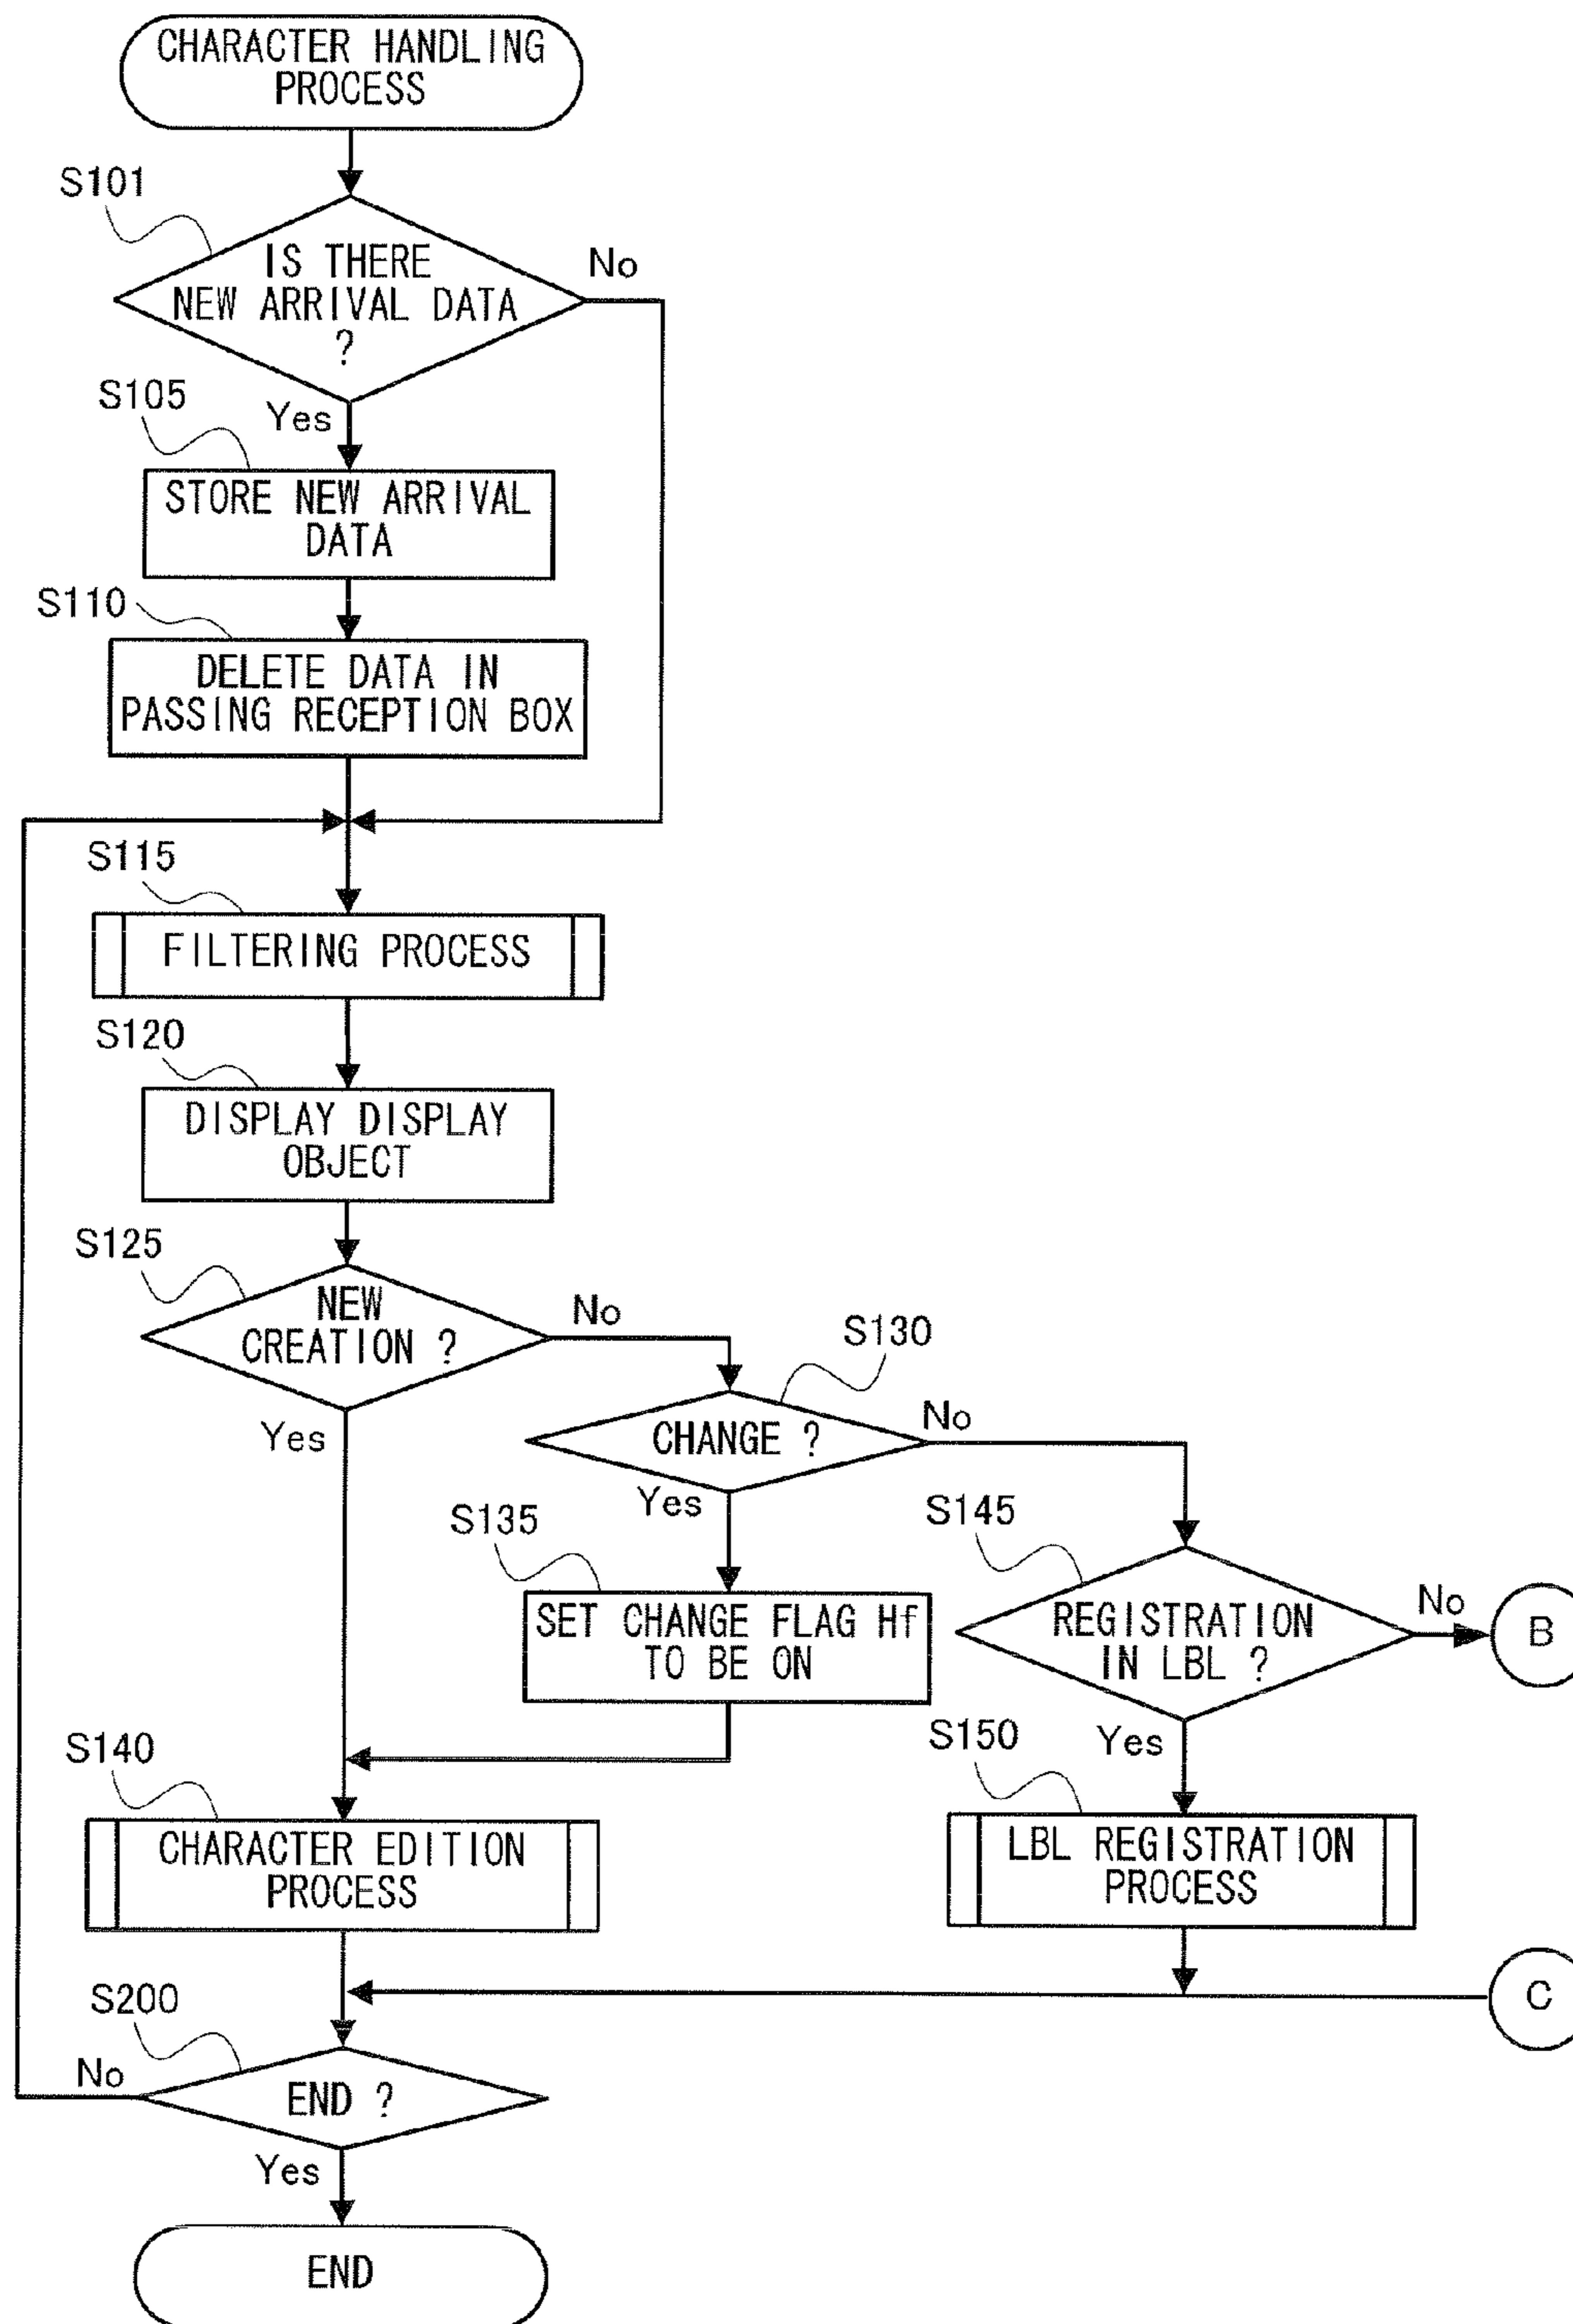 CHARACTER HANDLING
PROCESS
S101
IS THERE
NEW ARRIVAL DATA
?
No
Yes
S105
STORE NEW ARRIVAL
DATA
S110
DELETE DATA IN
PASSING RECEPTION BOX
S115
FILTERING PROCESS
S120
DISPLAY DISPLAY
OBJECT
S125
NEW
CREATION ?
No
Yes
S130
CHANGE ?
No
Yes
S135
SET CHANGE FLAG Hf
TO BE ON
S145
REGISTRATION
IN LBL ?
No
B
Yes
S140
CHARACTER EDITION
PROCESS
S150
LBL REGISTRATION
PROCESS
C
S200
END ?
No
Yes
END